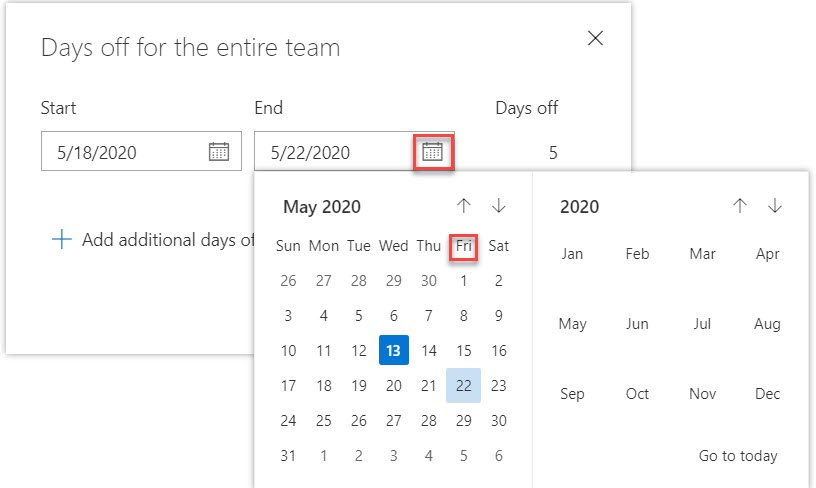 Days off for the entire team
Start End Days off
5/18/2020 5/22/2020 5
Add additional days of
May 2020
Sun Mon Tue Wed Thu Fri Sat
26 27 28 29 30 1 2
3 4 5 6 7 8 9
10 11 12 13 14 15 16
17 18 19 20 21 22 23
24 25 26 27 28 29 30
31 1 2 3 4 5 6
2020
Jan Feb Mar Apr
May Jun Jul Aug
Sep Oct Nov Dec
Go to today